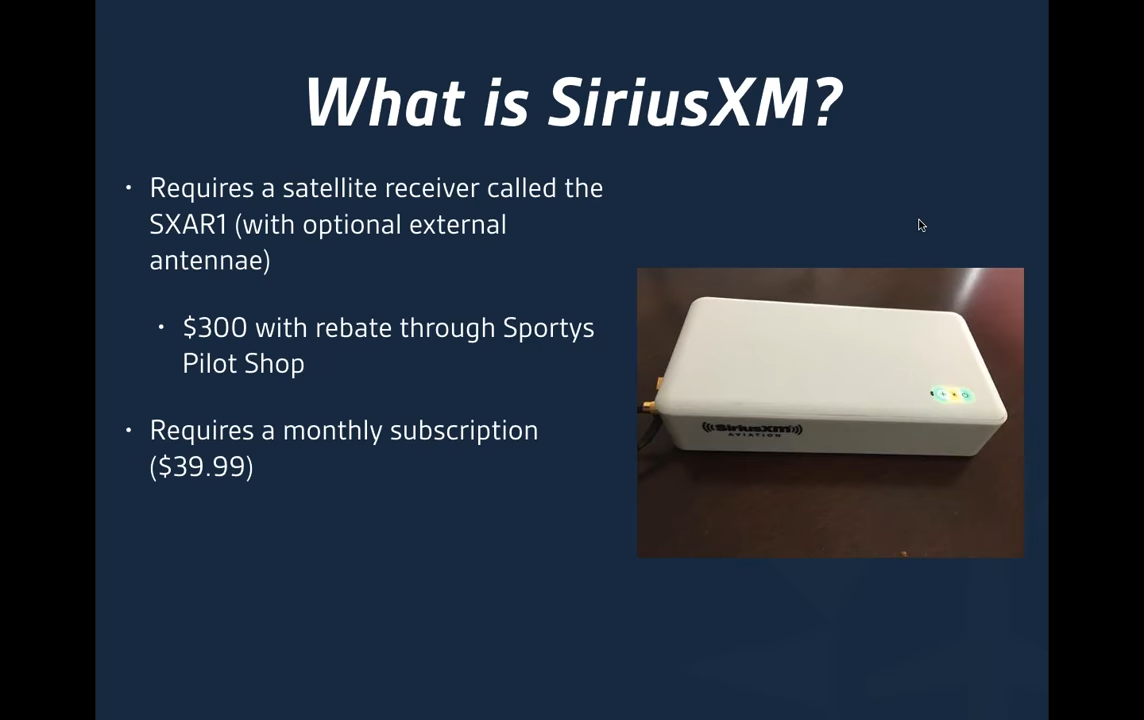 What is SiriusXM?
• Requires a satellite receiver called the
SXAR1 (with optional external
antennae)
• $300 with rebate through Sportys
Pilot Shop
• Requires a monthly subscription
($39.99)
((SiriusXM))
AVIATION